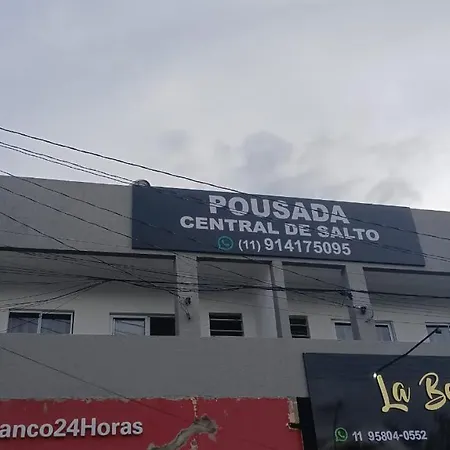 POUSADA
CENTRAL DE SALTO
(11) 914175095
La
anco24Horas
11 95804-0552